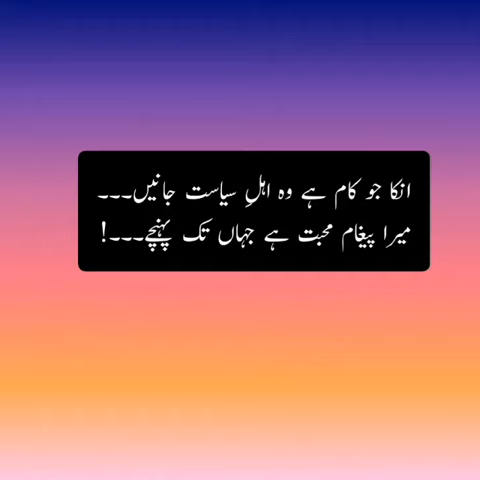 انکا جو کام ہے وہ اہلِ سیاست جانیں۔۔۔
میرا پیغام محبت ہے جہاں تک پہنچے۔۔۔!